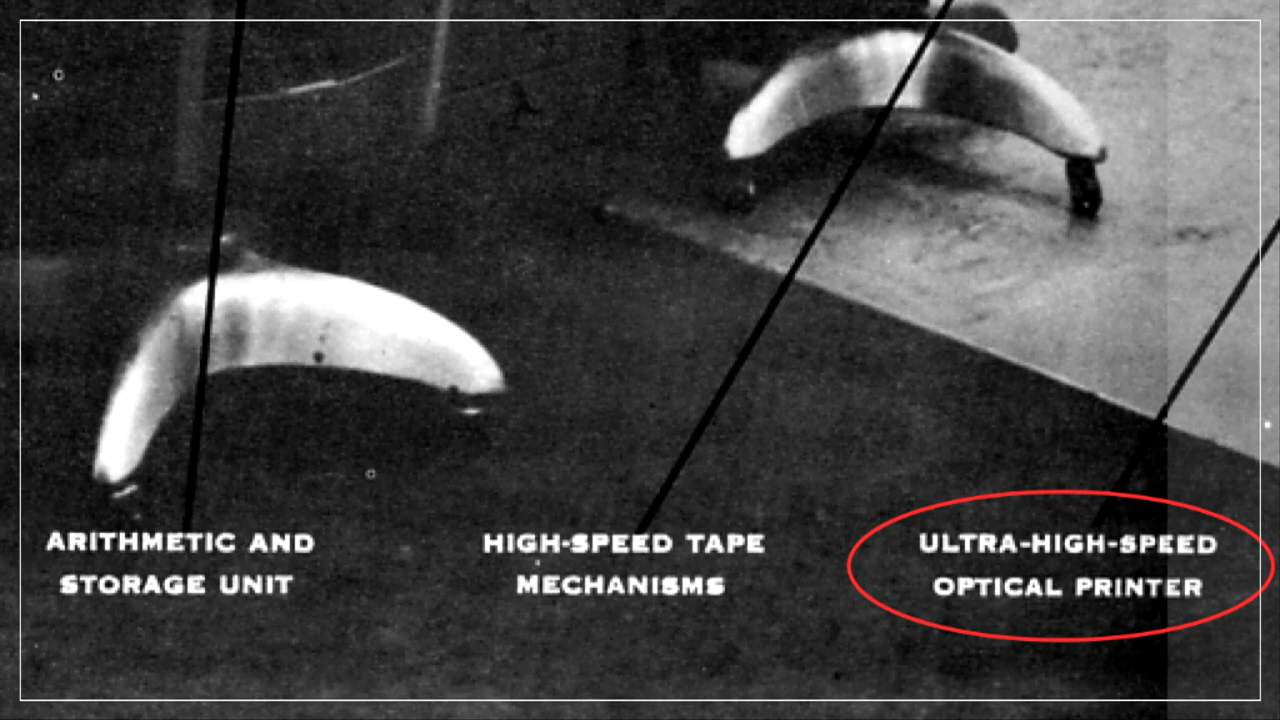 ARITHMETIC AND
STORAGE UNIT
HIGH-SPEED TAPE
MECHANISMS
ULTRA-HIGH-SPEED
OPTICAL PRINTER